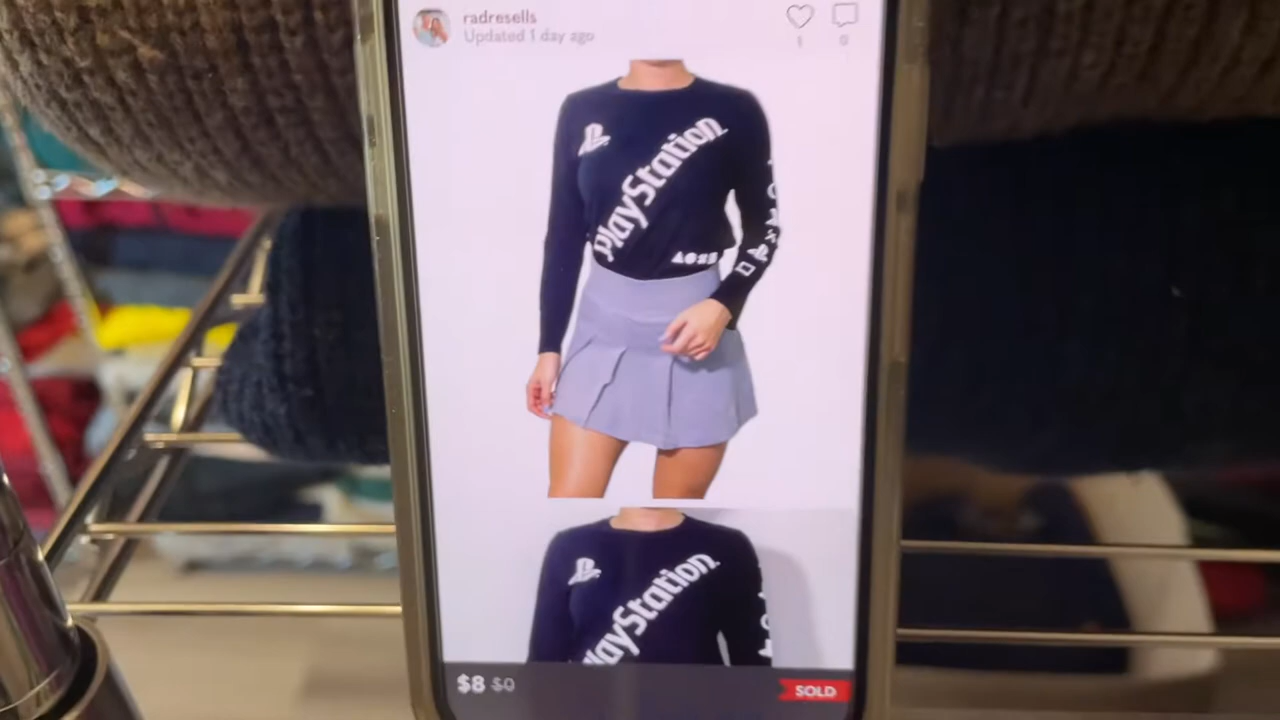 radresells
Updated 1 day ago
1
0
PlayStation
PlayStation
$8 $0
SOLD